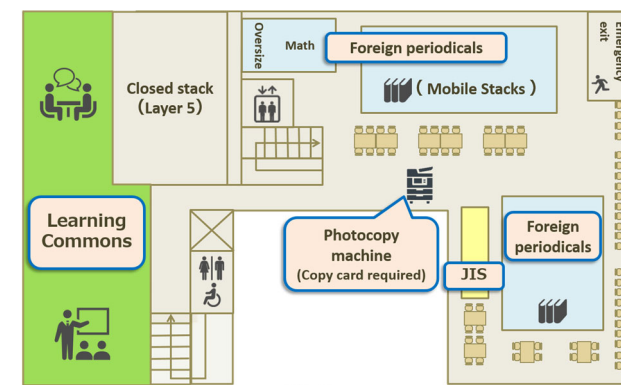 Oversize
Math
Foreign periodicals
Emergency
exit
Closed stack
(Layer 5)
( Mobile Stacks )
Learning
Commons
Photocopy
machine
(Copy card required)
Foreign
periodicals
JIS